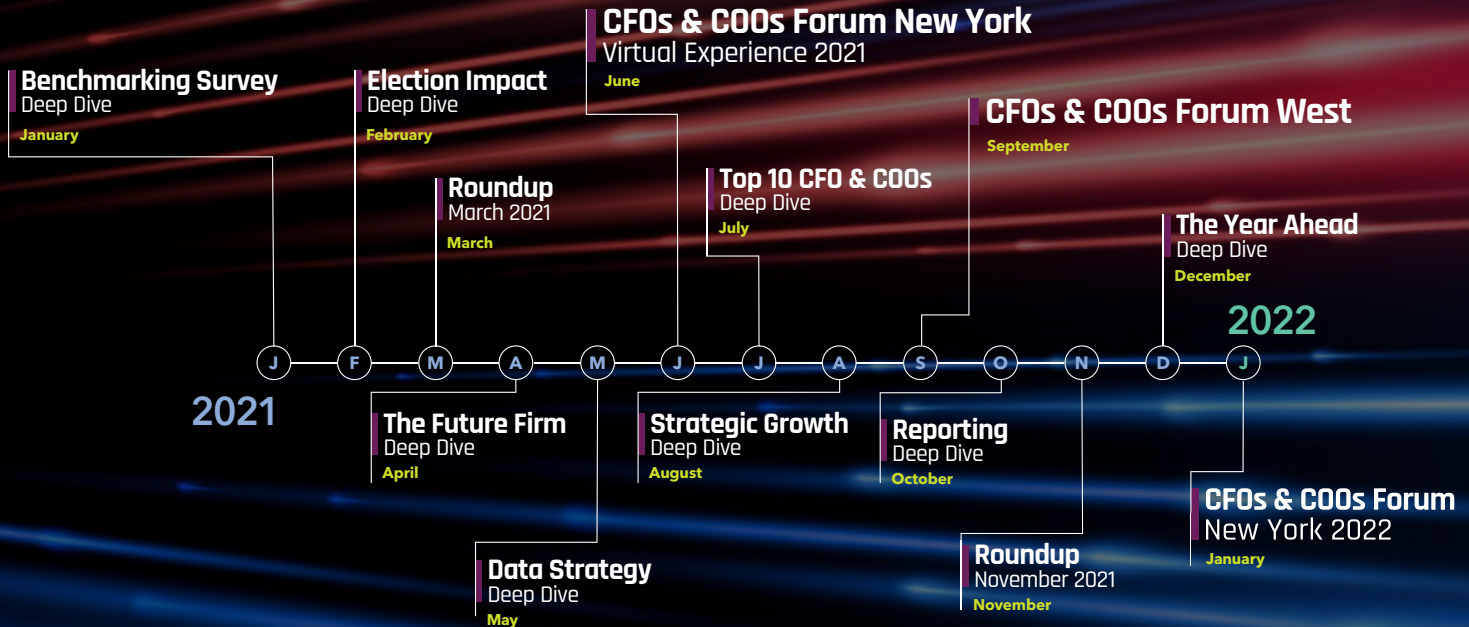 CFOs & COOs Forum New York
Virtual Experience 2021
June
Benchmarking Survey
Deep Dive
January
Election Impact
Deep Dive
February
CFOs & COOs Forum West
September
Roundup
March 2021
March
Top 10 CFO & COOs
Deep Dive
July
The Year Ahead
Deep Dive
December
2022
J F M A M J J A S O N D J
2021
The Future Firm
Deep Dive
April
Strategic Growth
Deep Dive
August
Reporting
Deep Dive
October
CFOs & COOs Forum
New York 2022
January
Roundup
November 2021
November
Data Strategy
Deep Dive
May